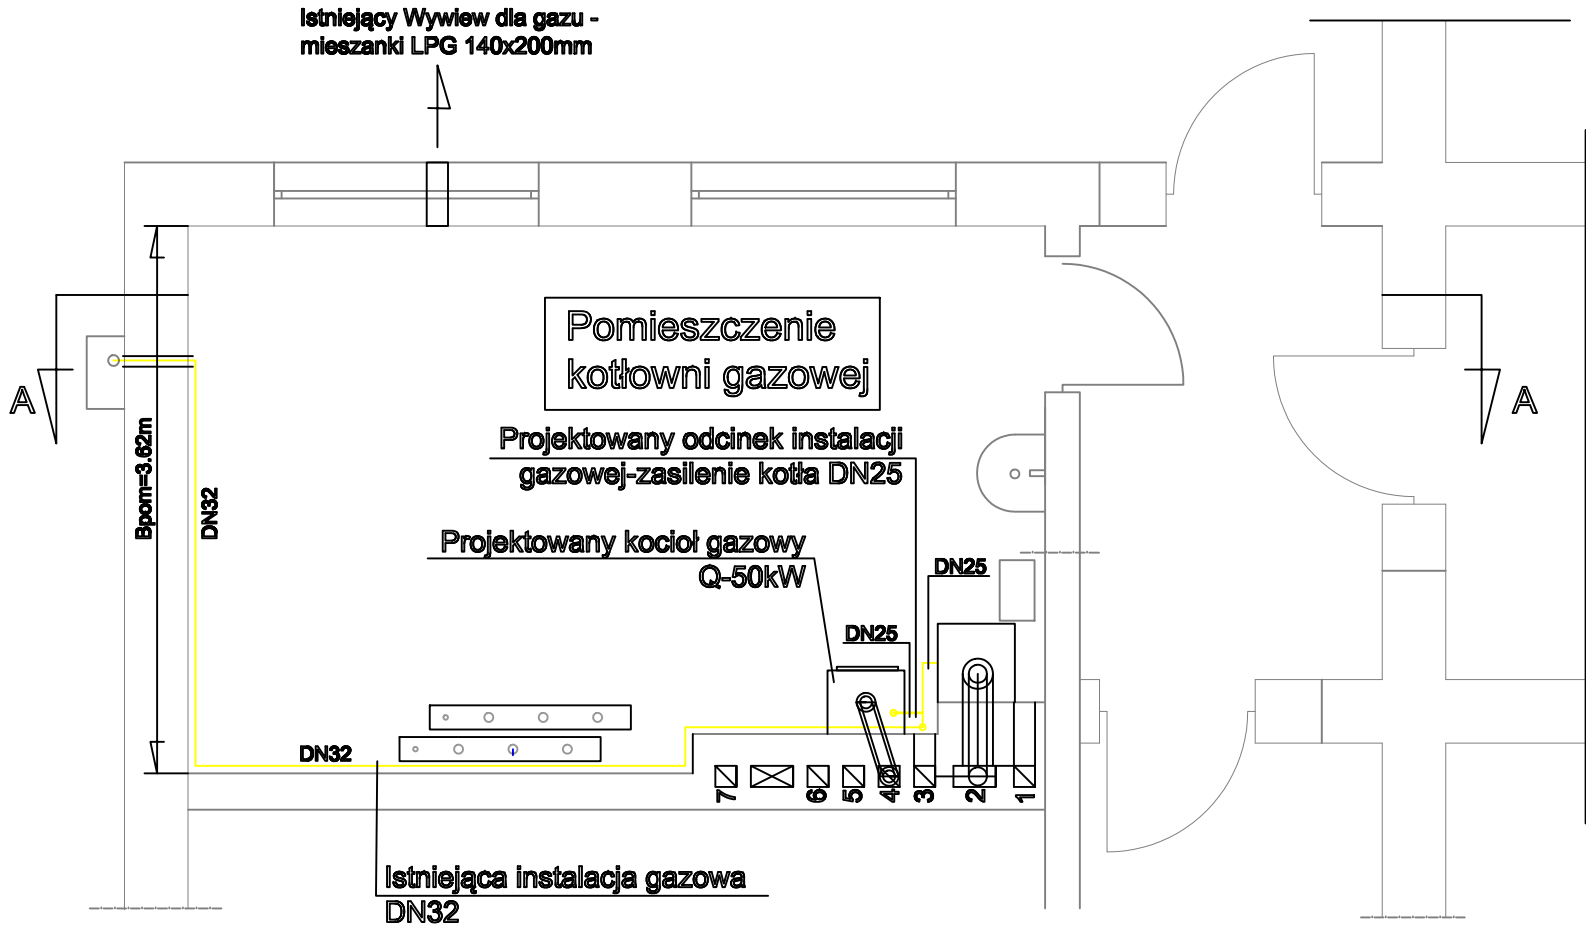 Istniejący Wywiew dla gazu -
mieszanki LPG 140x200mm
Pomieszczenie
kotłowni gazowej
A
A
Projektowany odcinek instalacji
gazowej-zasilenie kotła DN25
Bpom=3.62m
DN32
Projektowany kocioł gazowy
Q-50kW
DN25
DN25
DN32
7
6
5
4
3
2
1
Istniejąca instalacja gazowa
DN32